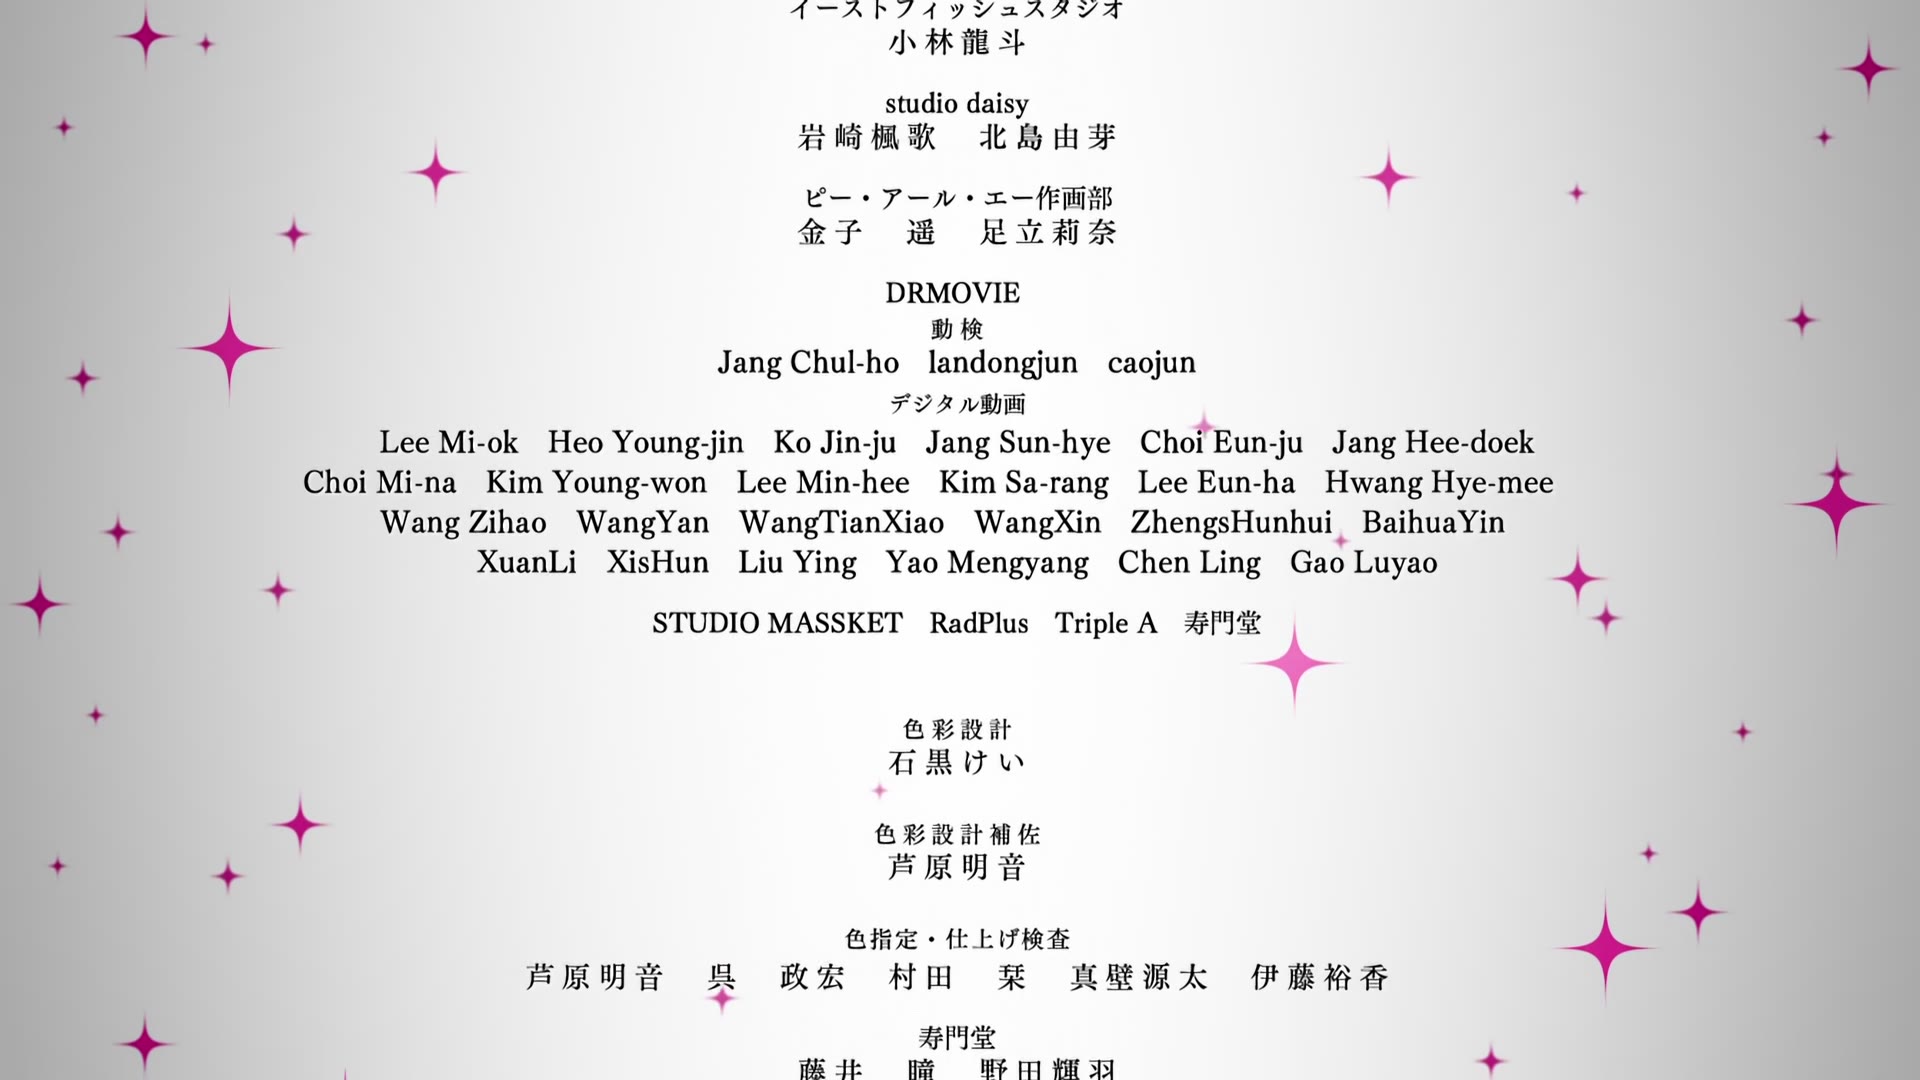 イーストフィッシュスタジオ
小林龍斗
studio daisy
岩崎楓歌　北島由芽
ピー・アール・エー作画部
金子　遥　足立莉奈
DRMOVIE
動検
Jang Chul-ho　landongjun　caojun
デジタル動画
Lee Mi-ok　Heo Young-jin　Ko Jin-ju　Jang Sun-hye　Choi Eun-ju　Jang Hee-doek
Choi Mi-na　Kim Young-won　Lee Min-hee　Kim Sa-rang　Lee Eun-ha　Hwang Hye-mee
Wang Zihao　WangYan　WangTianXiao　WangXin　ZhengsHunhui　BaihuaYin
XuanLi　XisHun　Liu Ying　Yao Mengyang　Chen Ling　Gao Luyao
STUDIO MASSKET　RadPlus　Triple A　寿門堂
色彩設計
石黒けい
色彩設計補佐
芦原明音
色指定・仕上げ検査
芦原明音　呉　政宏　村田　栞　真壁源太　伊藤裕香
寿門堂
藤井　瞳　野田輝羽